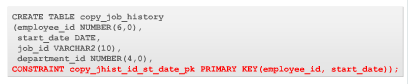 CREATE TABLE copy_job_history
(employee_id NUMBER(6,0),
start_date DATE,
job_id VARCHAR2(10),
department_id NUMBER(4,0),
CONSTRAINT copy_jhist_id_st_date_pk PRIMARY KEY(employee_id, start_date));